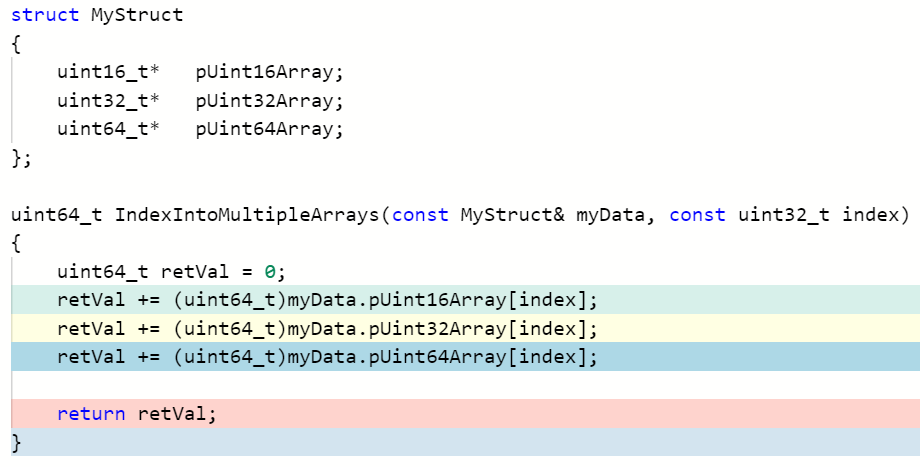 struct MyStruct
{
    uint16_t*   pUint16Array;
    uint32_t*   pUint32Array;
    uint64_t*   pUint64Array;
};

uint64_t IndexIntoMultipleArrays(const MyStruct& myData, const uint32_t index)
{
    uint64_t retVal = 0;
    retVal += (uint64_t)myData.pUint16Array[index];
    retVal += (uint64_t)myData.pUint32Array[index];
    retVal += (uint64_t)myData.pUint64Array[index];

    return retVal;
}